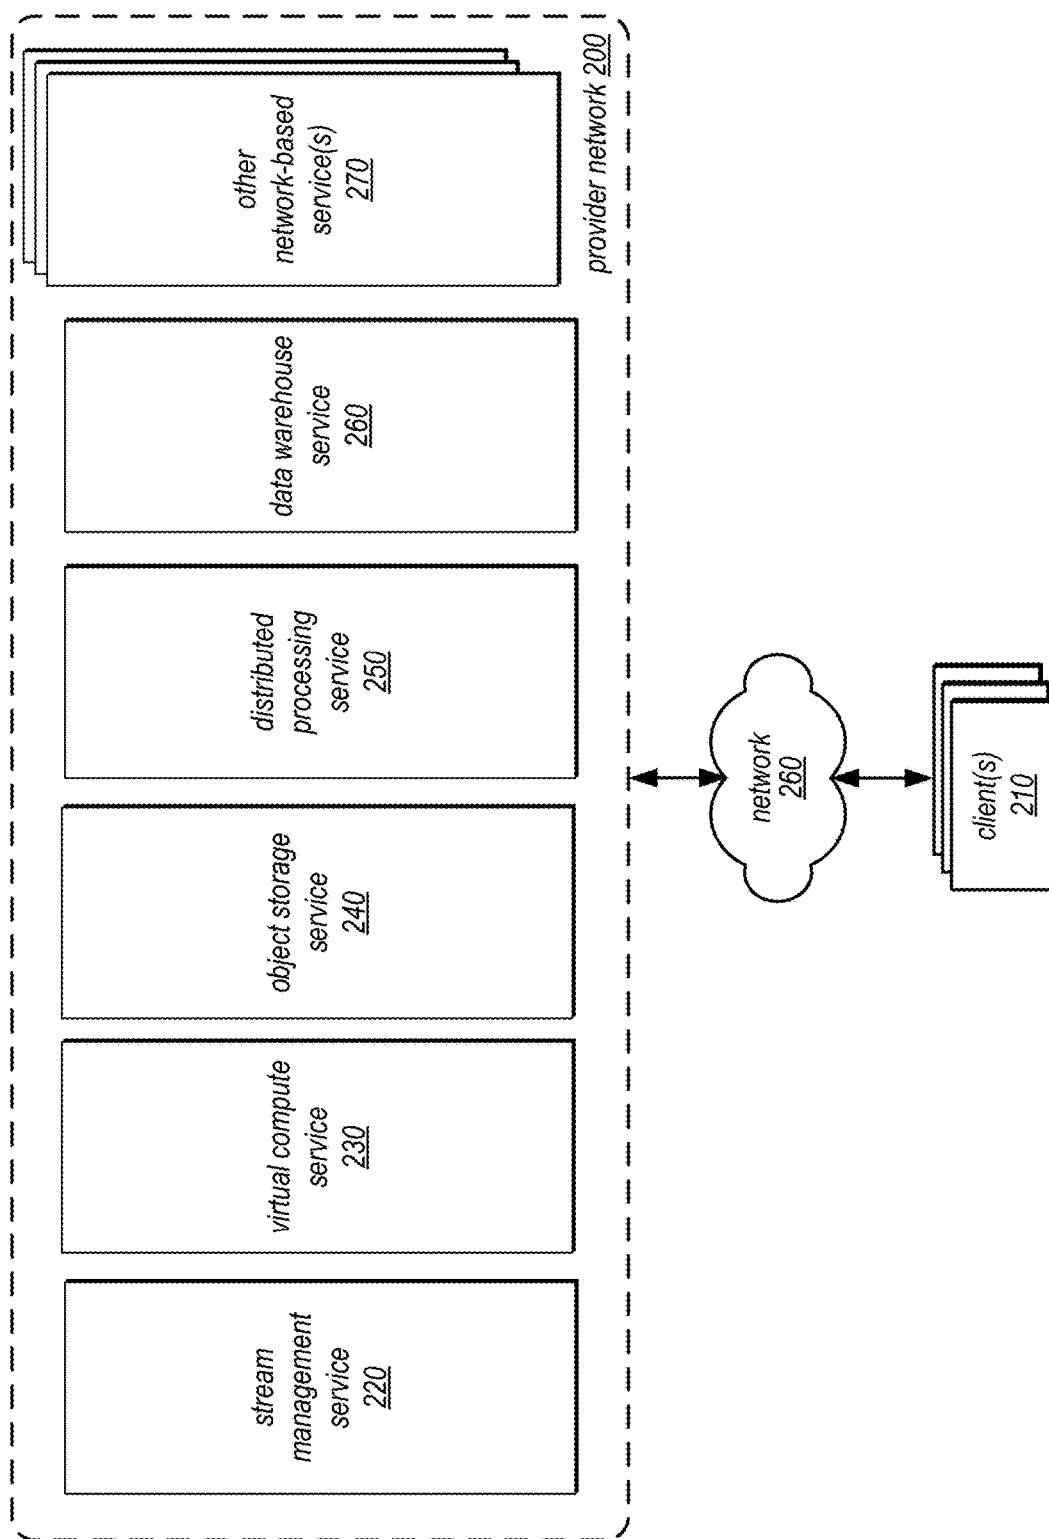 stream
management
service
220
virtual compute
service
230
object storage
service
240
distributed
processing
service
250
data warehouse
service
260
other
network-based
service(s)
270
provider network 200
network
260
client(s)
210